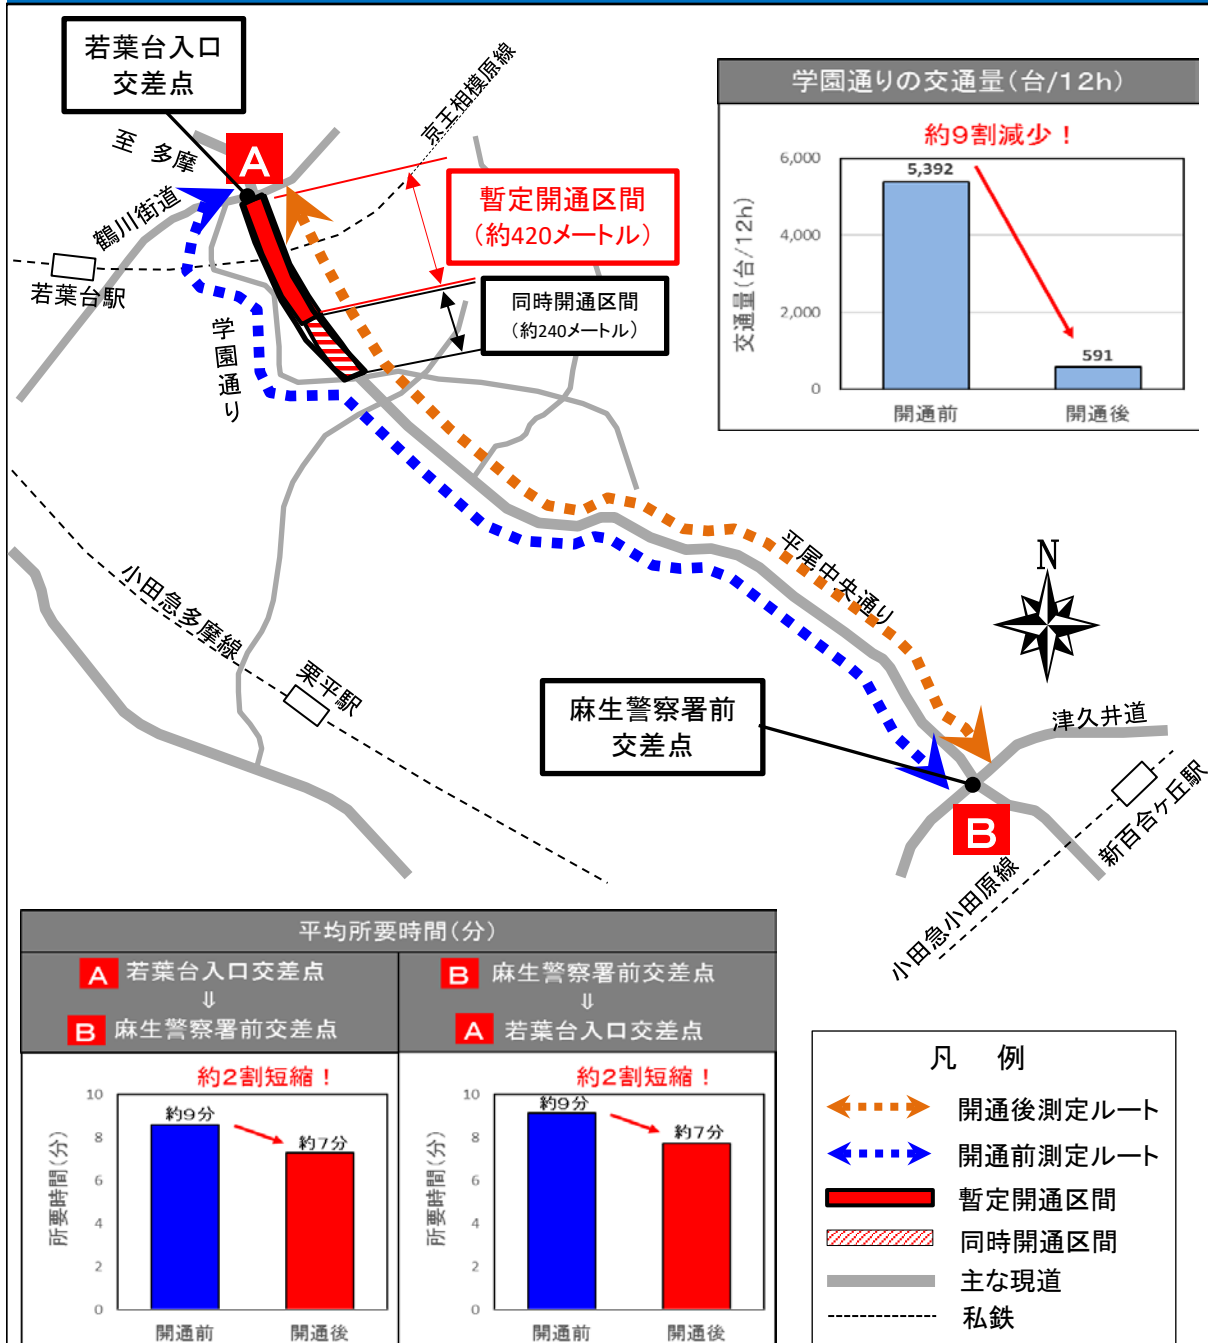 若葉台入口
交差点
京王相模原線
至 多摩
A
鶴川街道
若葉台駅
学園通り
暫定開通区間
（約420メートル）
同時開通区間
（約240メートル）
学園通りの交通量（台/12h）
約9割減少！
交通量（台/12h）
6,000
4,000
2,000
0
5,392
591
開通前
開通後
小田急多摩線
栗平駅
平尾中央通り
N
麻生警察署前
交差点
津久井道
B
新百合ヶ丘駅
小田急小田原線
平均所要時間（分）
A 若葉台入口交差点
⇓
B 麻生警察署前交差点
約2割短縮！
所要時間（分）
10
8
6
4
2
0
約9分
約7分
開通前
開通後
B 麻生警察署前交差点
⇓
A 若葉台入口交差点
約2割短縮！
所要時間（分）
10
8
6
4
2
0
約9分
約7分
開通前
開通後
凡 例
開通後測定ルート
開通前測定ルート
暫定開通区間
同時開通区間
主な現道
私鉄